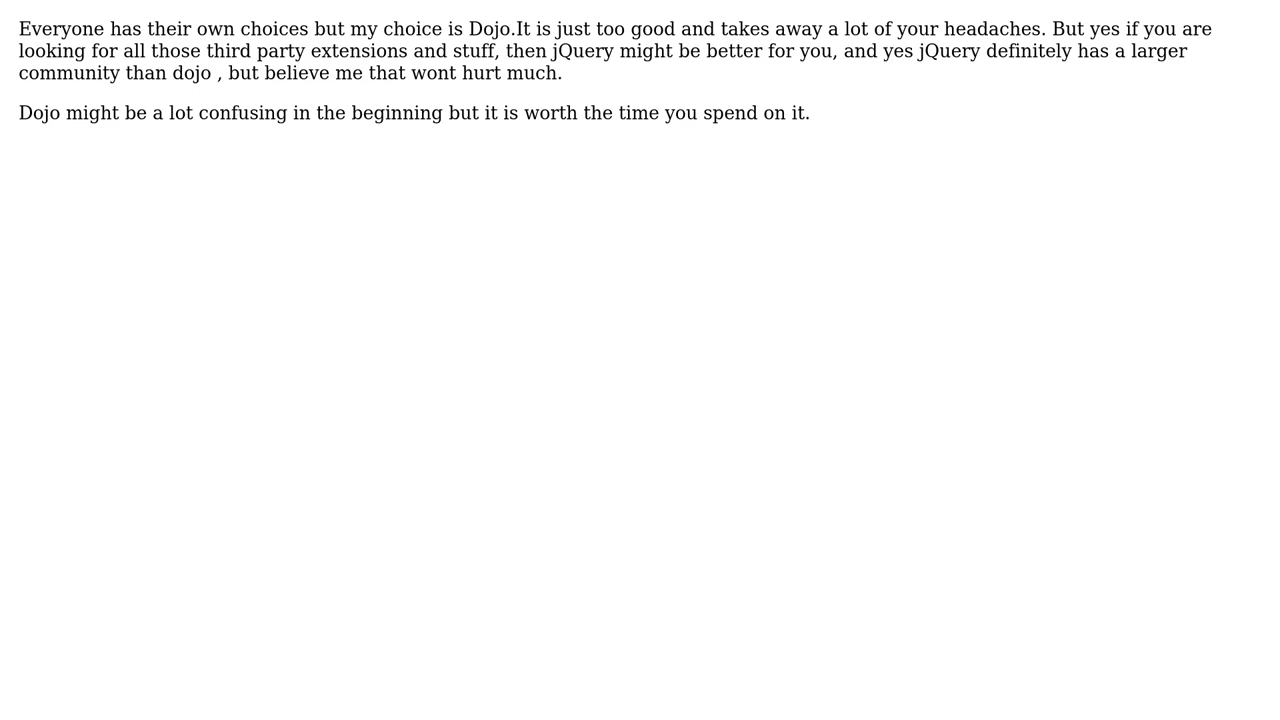 Everyone has their own choices but my choice is Dojo.It is just too good and takes away a lot of your headaches. But yes if you are
looking for all those third party extensions and stuff, then jQuery might be better for you, and yes jQuery definitely has a larger
community than dojo , but believe me that wont hurt much.
Dojo might be a lot confusing in the beginning but it is worth the time you spend on it.